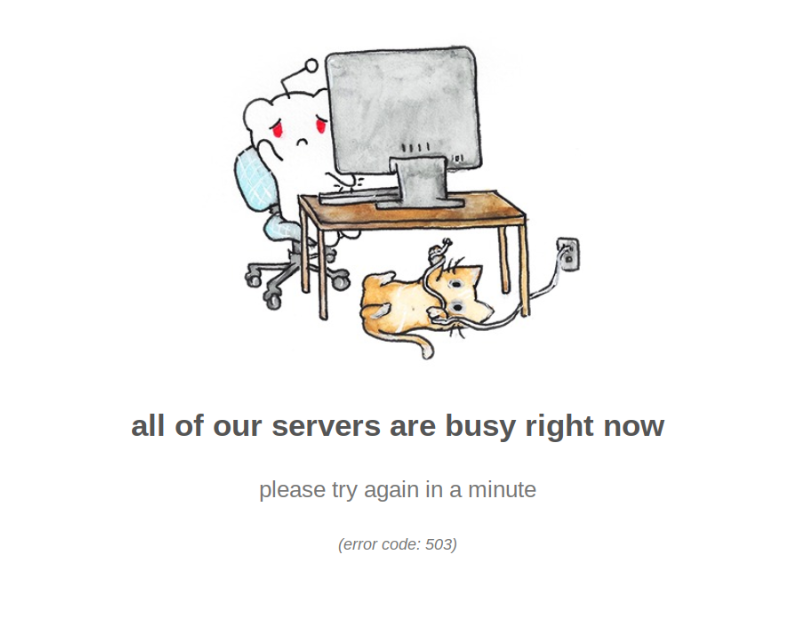 all of our servers are busy right now
please try again in a minute
(error code: 503)